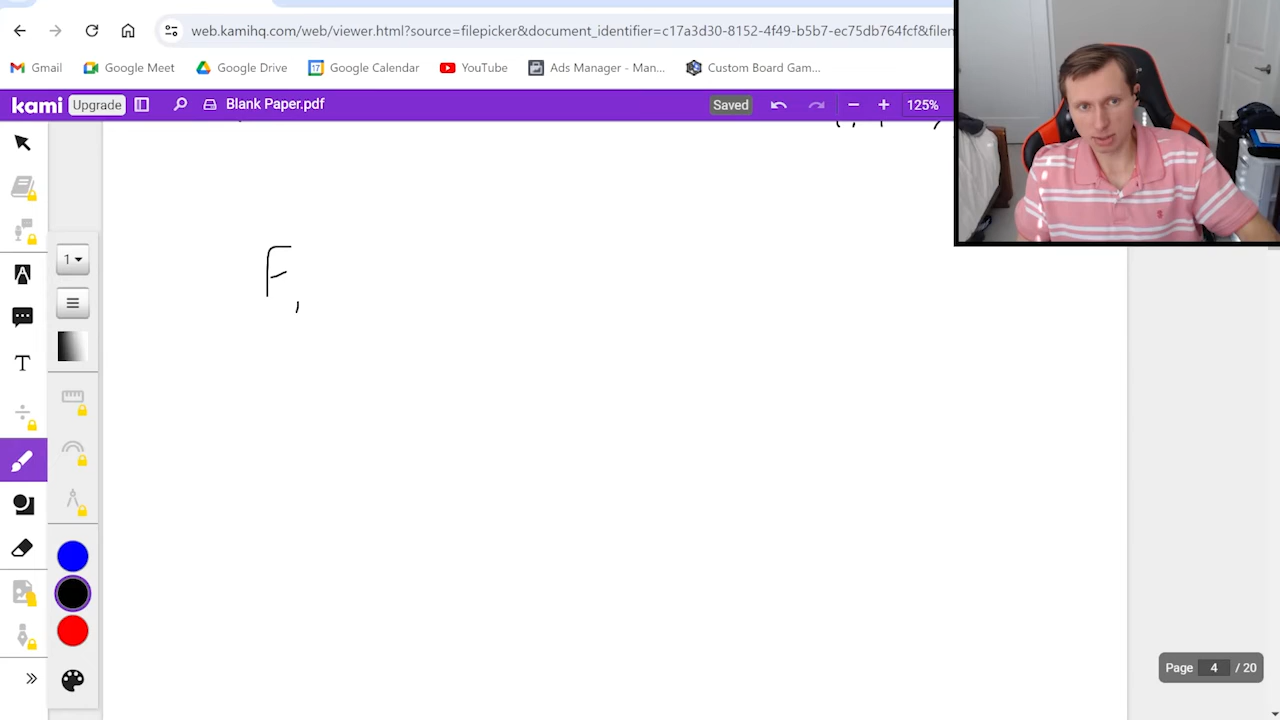 web.kamihq.com/web/viewer.html?source=filepicker&document_identifier=c17a3d30-8152-4f49-b5b7-ec75db764fcf&filen
Gmail Google Meet Google Drive 17 Google Calendar YouTube Ads Manager - Man... Custom Board Gam...
kami Upgrade Blank Paper.pdf Saved 125%
F,
1
A
T
Page 4 / 20